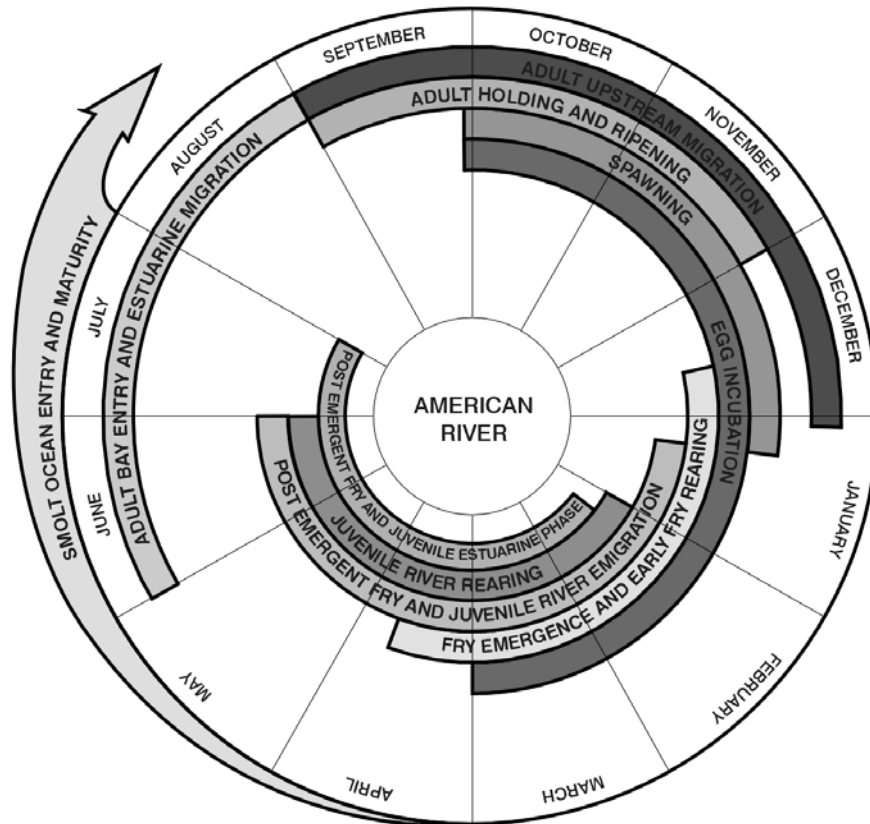 SEPTEMBER
OCTOBER
NOVEMBER
DECEMBER
JANUARY
FEBRUARY
MARCH
APRIL
MAY
JUNE
JULY
AUGUST
SMOLT OCEAN ENTRY AND MATURITY
ADULT BAY ENTRY AND ESTUARINE MIGRATION
ADULT UPSTREAM MIGRATION
ADULT HOLDING AND RIPENING
SPAWNING
EGG INCUBATION
FRY EMERGENCE AND EARLY FRY REARING
POST EMERGENT FRY AND JUVENILE RIVER EMIGRATION
JUVENILE RIVER REARING
POST EMERGENT FRY AND JUVENILE ESTUARINE PHASE
AMERICAN
RIVER